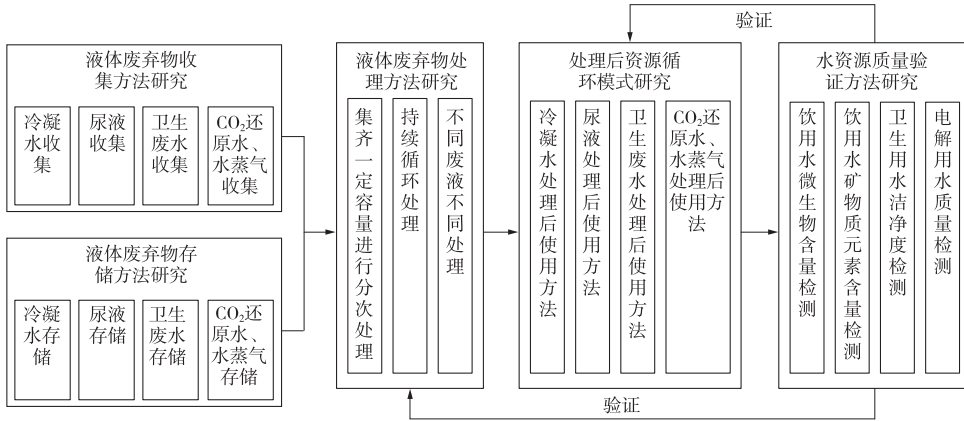 验证
液体废弃物收
集方法研究
冷凝
水收
集
尿液
收集
卫生
废水
收集
CO₂还
原水、
水蒸气
收集
液体废弃物存
储方法研究
冷凝
水存
储
尿液
存储
卫生
废水
存储
CO₂还
原水、
水蒸气
存储
液体废弃物处
理方法研究
集齐一定容量进行分次处理
持续循环处理
不同废液不同处理
处理后资源循
环模式研究
冷凝水处理后使用方法
尿液处理后使用方法
卫生废水处理后使用方法
CO₂还
原水、
水蒸气
处理后
使用方
法
水资源质量验
证方法研究
饮用水微生物含量检测
饮用水矿物质元素含量检测
卫生用水洁净度检测
电解用水质量检测
验证